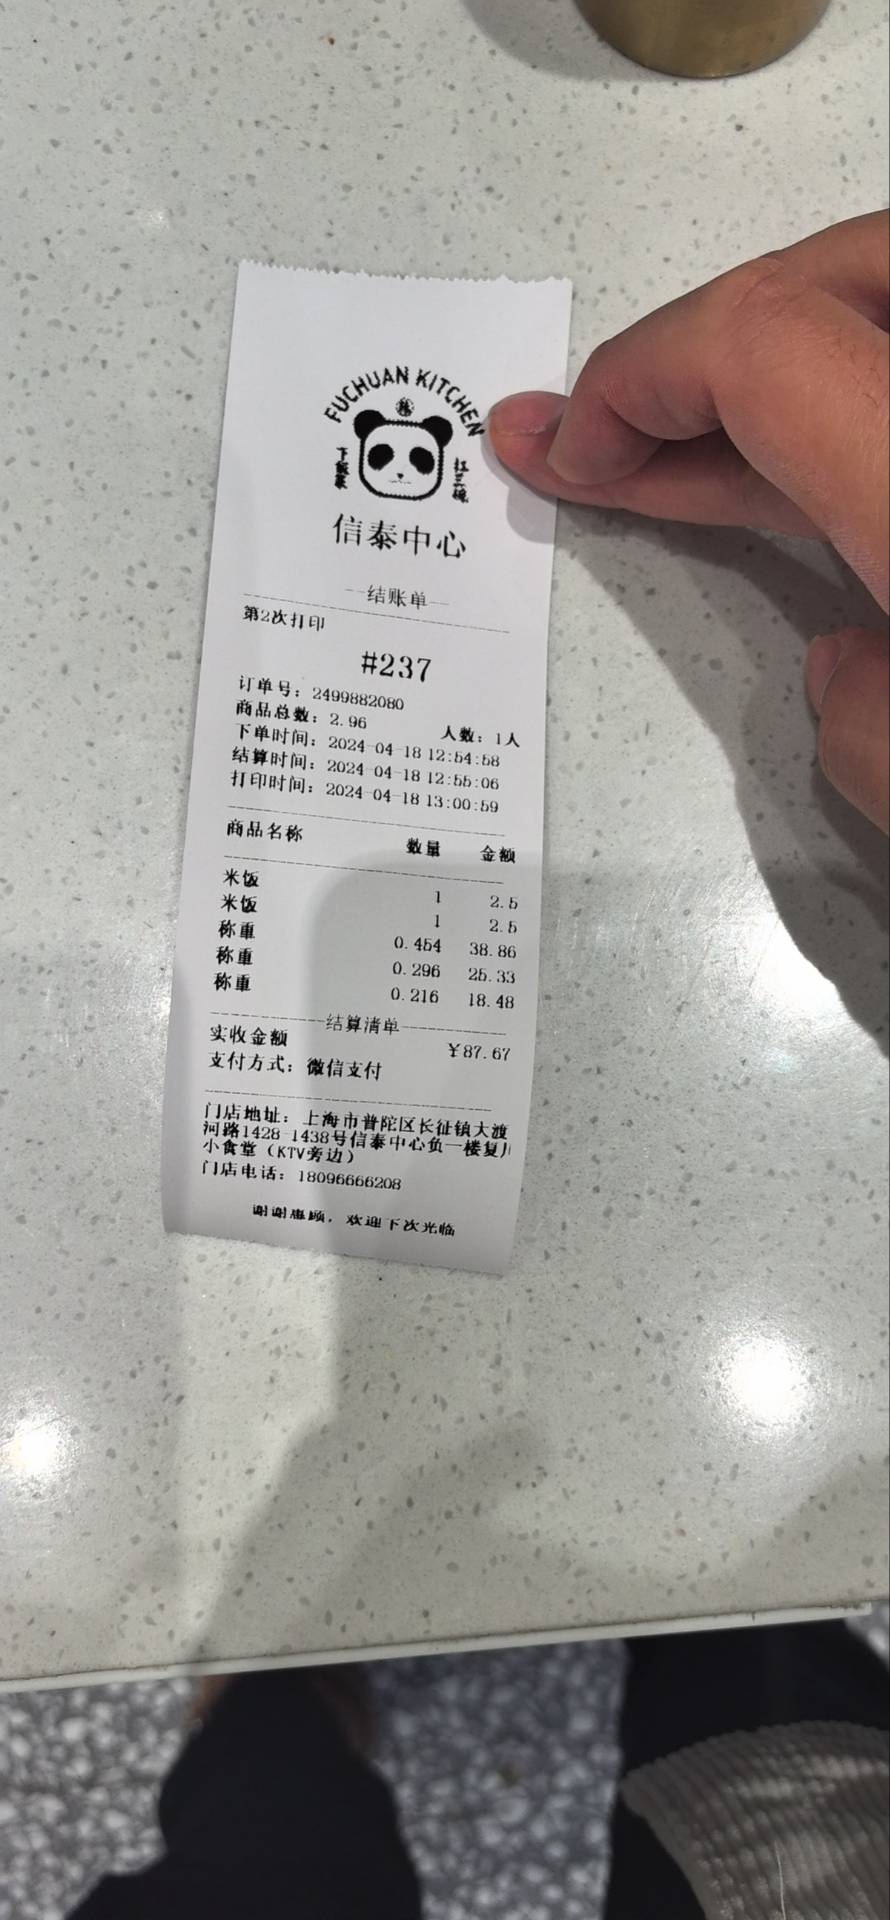 FUCHUAN KITCHEN
下饭菜
红三碗
信泰中心
结账单
第2次打印
#237
订单号：2499882080
商品总数：2.96 人数：1人
下单时间：2024-04-18 12:54:58
结算时间：2024-04-18 12:55:06
打印时间：2024-04-18 13:00:59
商品名称 数量 金额
米饭 1 2.5
米饭 1 2.5
称重 0.454 38.86
称重 0.296 25.33
称重 0.216 18.48
结算清单
实收金额 ￥87.67
支付方式：微信支付
门店地址：上海市普陀区长征镇大渡
河路1428-1438号信泰中心负一楼复川
小食堂（KTV旁边）
门店电话：18096666208
谢谢惠顾，欢迎下次光临